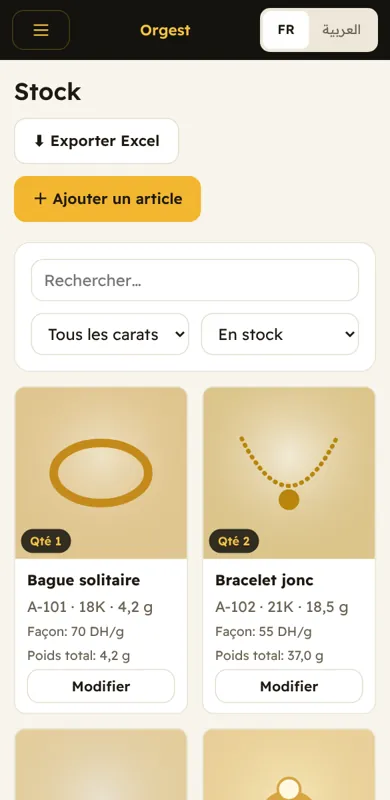 Orgest
FR
العربية
Stock
⬇ Exporter Excel
+ Ajouter un article
Rechercher…
Tous les carats
En stock
Qté 1
Qté 2
Bague solitaire
A-101 · 18K · 4,2 g
Façon: 70 DH/g
Poids total: 4,2 g
Modifier
Bracelet jonc
A-102 · 21K · 18,5 g
Façon: 55 DH/g
Poids total: 37,0 g
Modifier